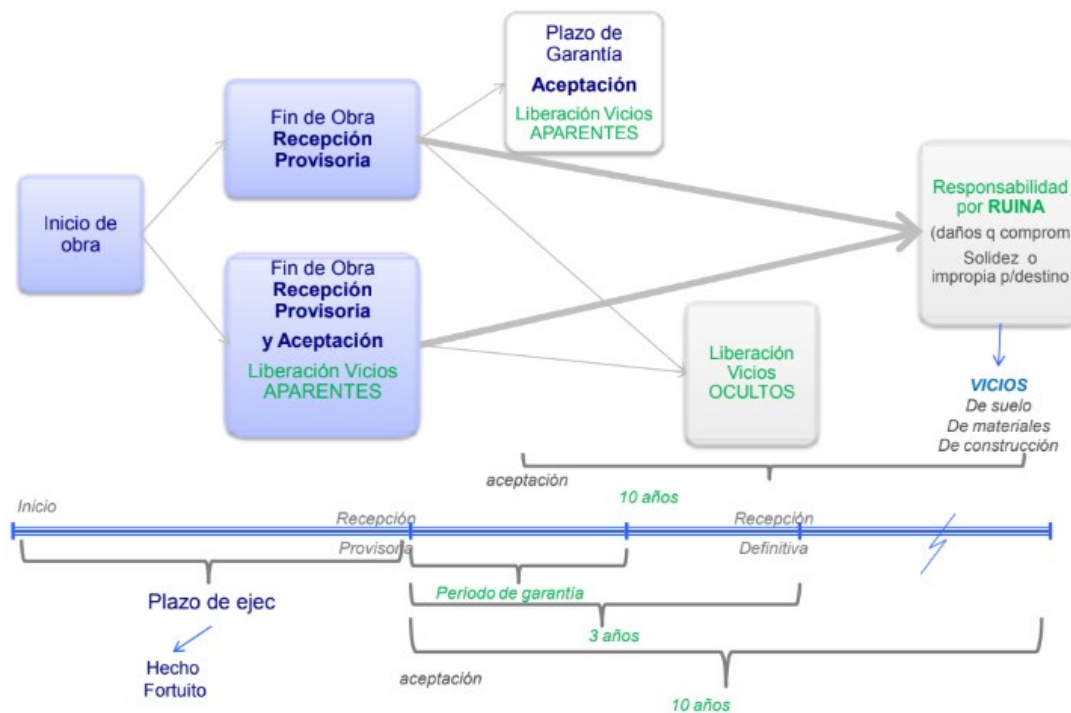 Plazo de
Garantía
Aceptación
Liberación Vicios
APARENTES
Fin de Obra
Recepción
Provisoria
Inicio de
obra
Responsabilidad
por RUINA
(daños q comprom
Solidez o
impropia p/destino
Fin de Obra
Recepción
Provisoria
y Aceptación
Liberación Vicios
APARENTES
Liberación
Vicios
OCULTOS
VICIOS
De suelo
De materiales
De construcción
aceptación
10 años
Inicio
Recepción
Recepción
Provisoria
Definitiva
Período de garantía
Plazo de ejec
3 años
Hecho
Fortuito
aceptación
10 años